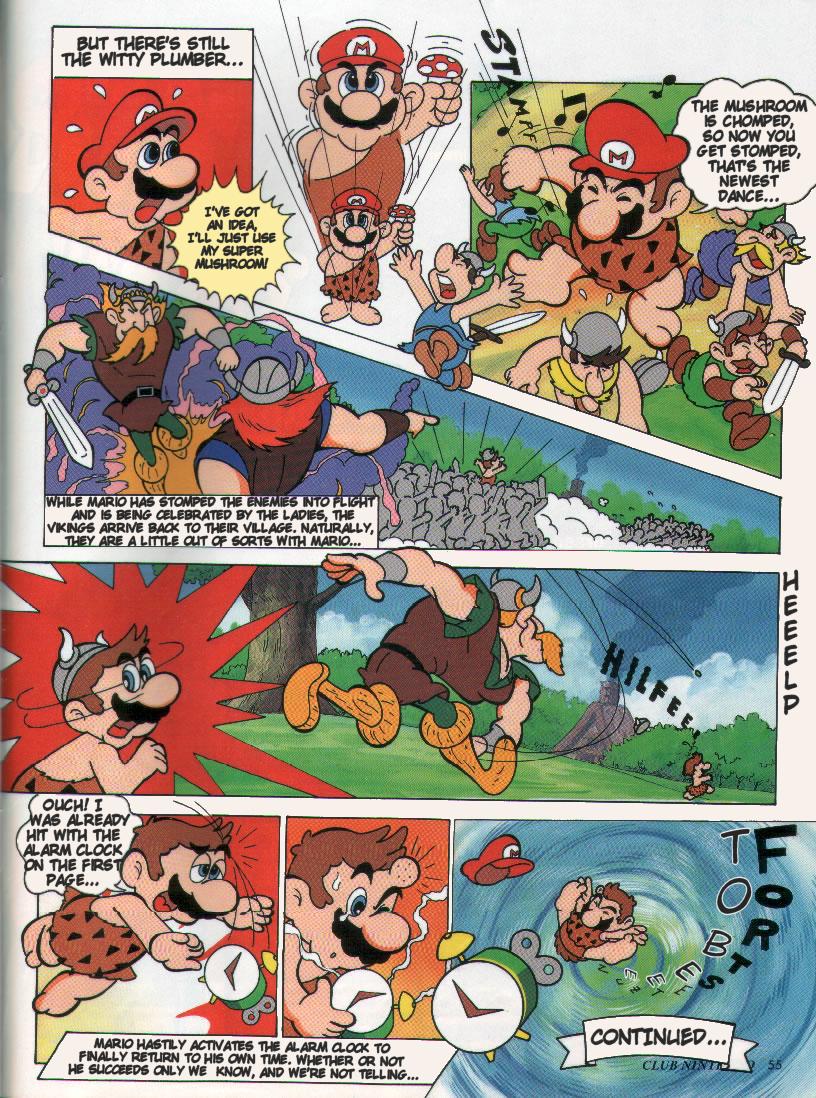 BUT THERE'S STILL
THE WITTY PLUMBER...
M
I'VE GOT
AN IDEA,
I'LL JUST USE
MY SUPER
MUSHROOM!
M
M
STAMPF
M
THE MUSHROOM
IS CHOMPED,
SO NOW YOU
GET STOMPED,
THAT'S THE
NEWEST
DANCE...
WHILE MARIO HAS STOMPED THE ENEMIES INTO FLIGHT
AND IS BEING CELEBRATED BY THE LADIES, THE
VIKINGS ARRIVE BACK TO THEIR VILLAGE. NATURALLY,
THEY ARE A LITTLE OUT OF SORTS WITH MARIO...
HILFEEE!
HEEEELP
OUCH! I
WAS ALREADY
HIT WITH THE
ALARM CLOCK
ON THE FIRST
PAGE...
M
TO BE
FORTSETZUNG
CONTINUED...
MARIO HASTILY ACTIVATES THE ALARM CLOCK TO
FINALLY RETURN TO HIS OWN TIME. WHETHER OR NOT
HE SUCCEEDS ONLY WE KNOW, AND WE'RE NOT TELLING...
CLUB 55